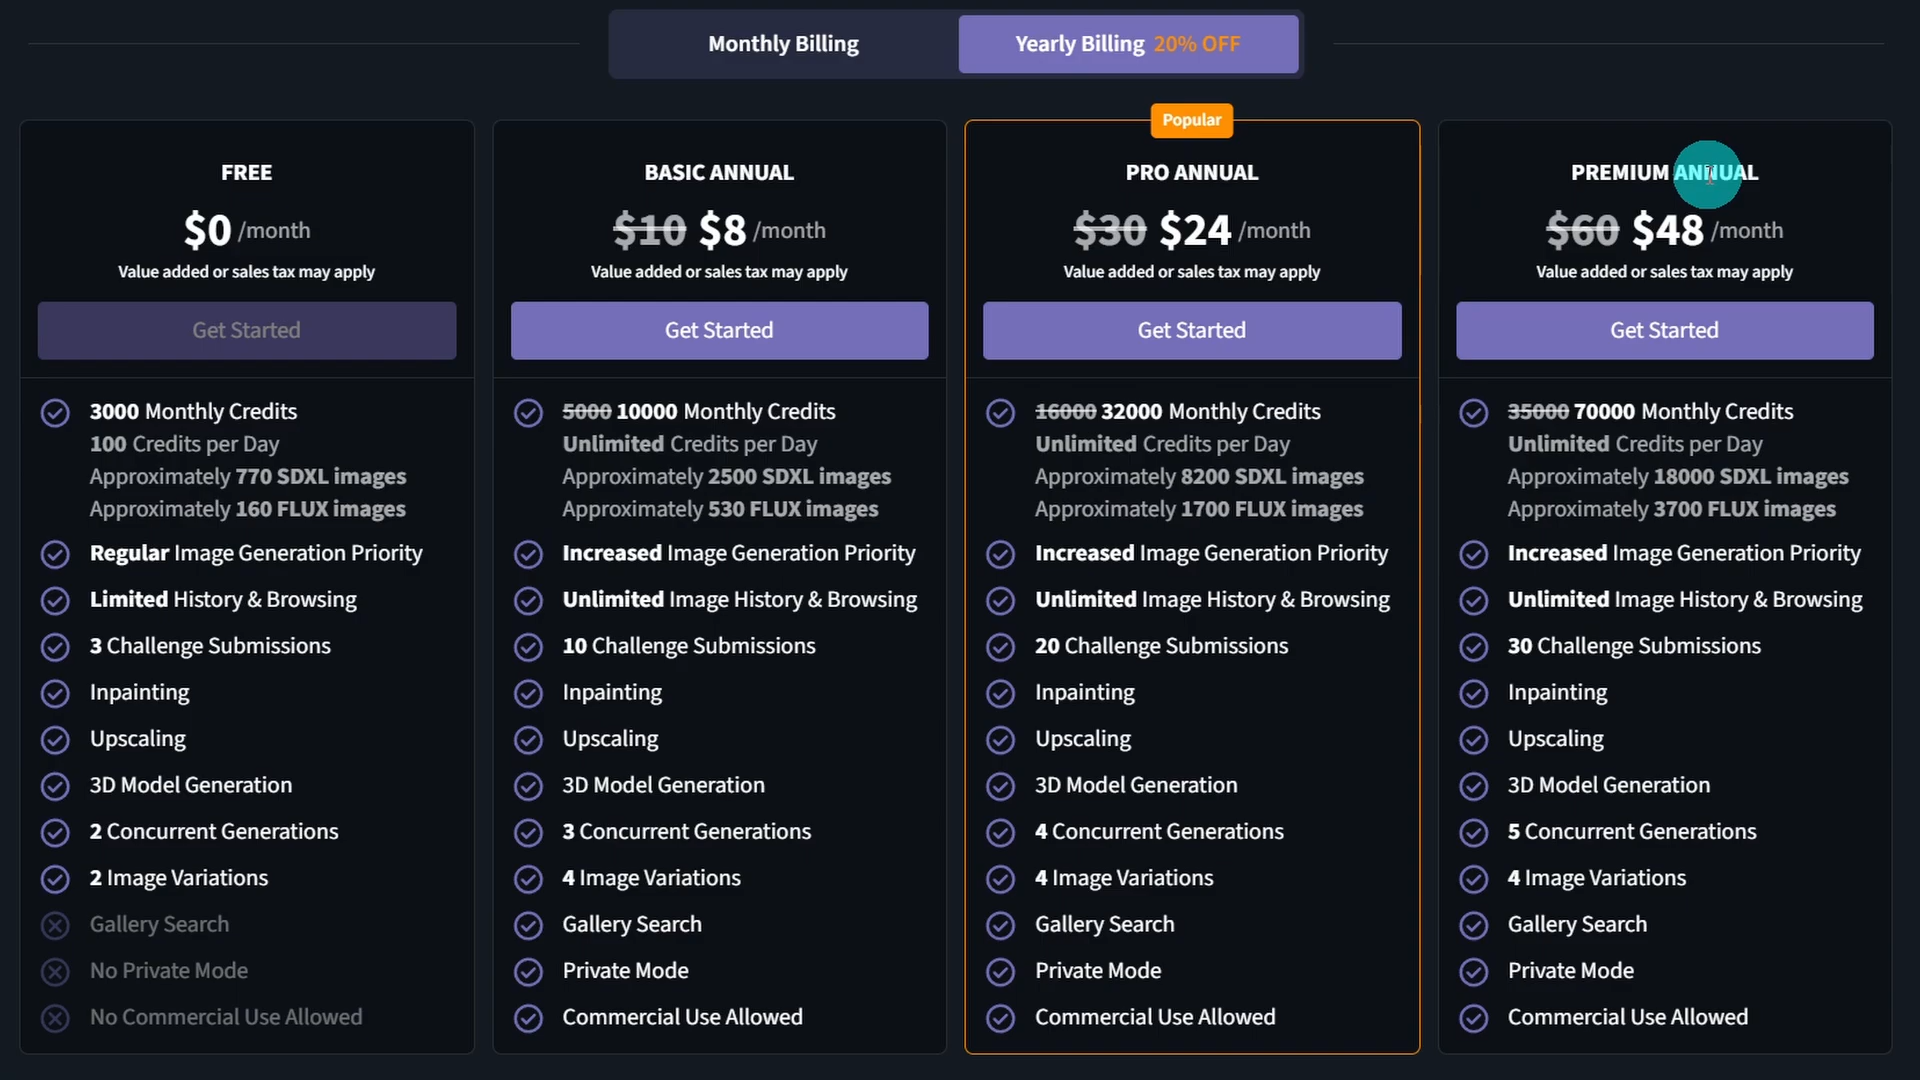 Monthly Billing
Yearly Billing 20% OFF
FREE
$0 /month
Value added or sales tax may apply
Get Started
3000 Monthly Credits
100 Credits per Day
Approximately 770 SDXL images
Approximately 160 FLUX images
Regular Image Generation Priority
Limited History & Browsing
3 Challenge Submissions
Inpainting
Upscaling
3D Model Generation
2 Concurrent Generations
2 Image Variations
Gallery Search
No Private Mode
No Commercial Use Allowed
BASIC ANNUAL
$10 $8 /month
Value added or sales tax may apply
Get Started
5000 10000 Monthly Credits
Unlimited Credits per Day
Approximately 2500 SDXL images
Approximately 530 FLUX images
Increased Image Generation Priority
Unlimited Image History & Browsing
10 Challenge Submissions
Inpainting
Upscaling
3D Model Generation
3 Concurrent Generations
4 Image Variations
Gallery Search
Private Mode
Commercial Use Allowed
Popular
PRO ANNUAL
$30 $24 /month
Value added or sales tax may apply
Get Started
16000 32000 Monthly Credits
Unlimited Credits per Day
Approximately 8200 SDXL images
Approximately 1700 FLUX images
Increased Image Generation Priority
Unlimited Image History & Browsing
20 Challenge Submissions
Inpainting
Upscaling
3D Model Generation
4 Concurrent Generations
4 Image Variations
Gallery Search
Private Mode
Commercial Use Allowed
PREMIUM ANNUAL
$60 $48 /month
Value added or sales tax may apply
Get Started
35000 70000 Monthly Credits
Unlimited Credits per Day
Approximately 18000 SDXL images
Approximately 3700 FLUX images
Increased Image Generation Priority
Unlimited Image History & Browsing
30 Challenge Submissions
Inpainting
Upscaling
3D Model Generation
5 Concurrent Generations
4 Image Variations
Gallery Search
Private Mode
Commercial Use Allowed